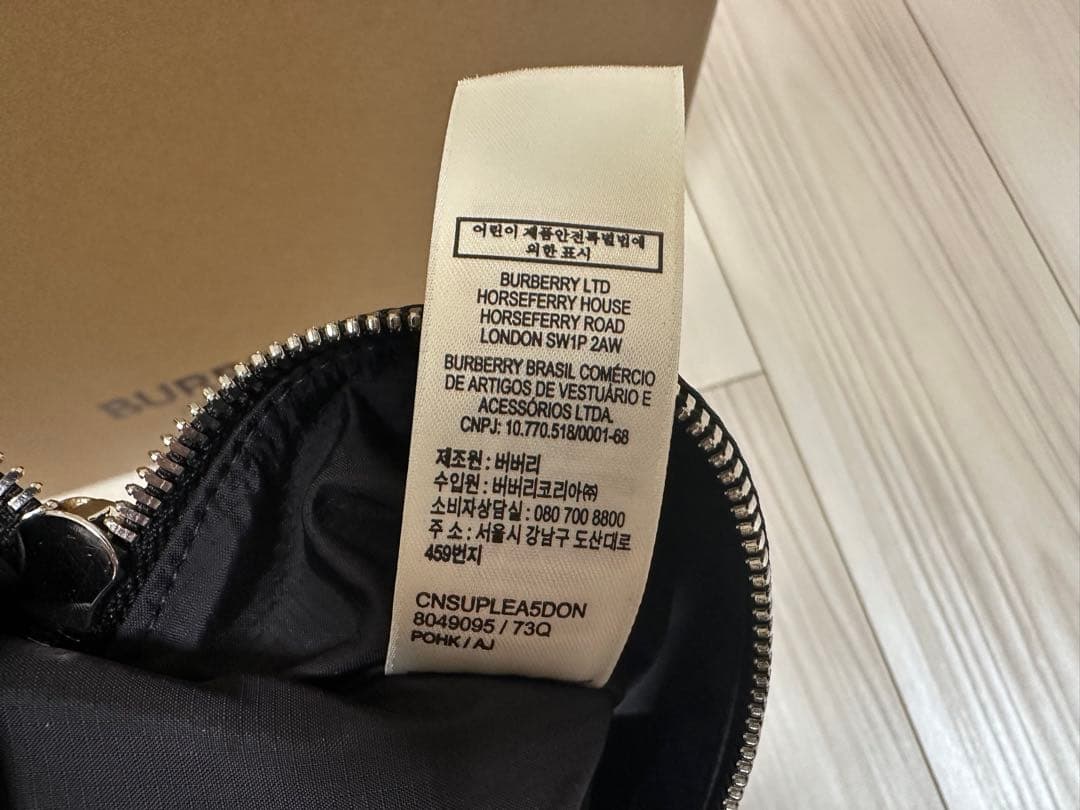 어린이 제품안전특별법에
의한 표시
BURBERRY LTD
HORSEFERRY HOUSE
HORSEFERRY ROAD
LONDON SW1P 2AW
BURBERRY BRASIL COMÉRCIO
DE ARTIGOS DE VESTUÁRIO E
ACESSÓRIOS LTDA.
CNPJ: 10.770.518/0001-68
제조원 : 버버리
수입원 : 버버리코리아㈜
소비자상담실 : 080 700 8800
주 소 : 서울시 강남구 도산대로
459번지
CNSUPLEA5DON
8049095 / 73Q
POHK / AJ